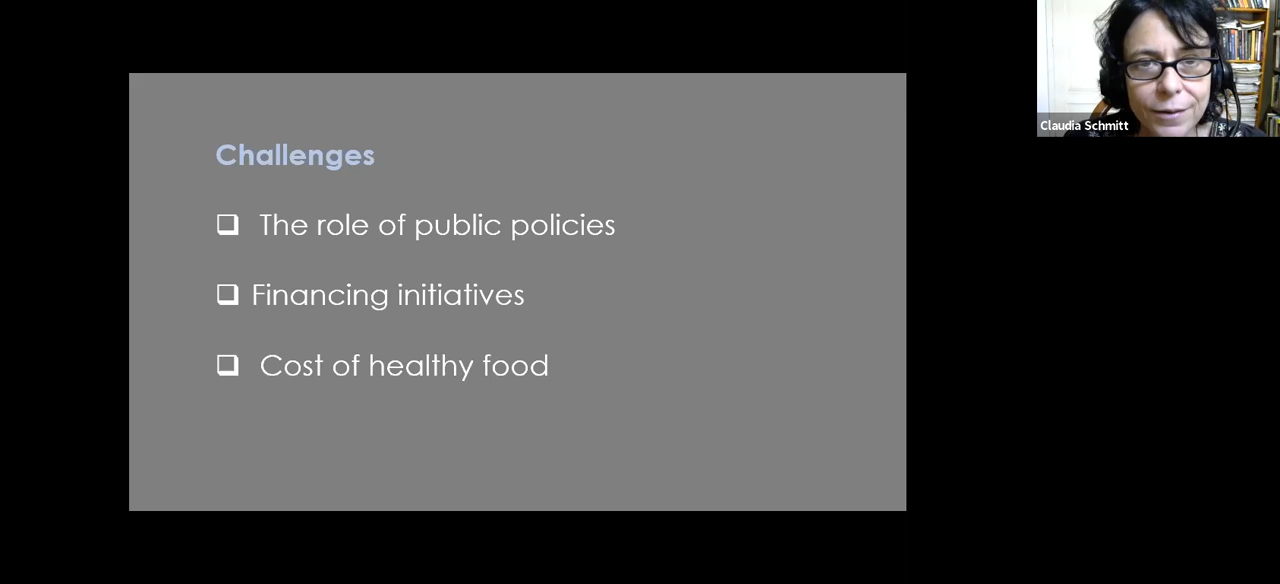 Challenges
❑ The role of public policies
❑ Financing initiatives
❑ Cost of healthy food
Claudia Schmitt